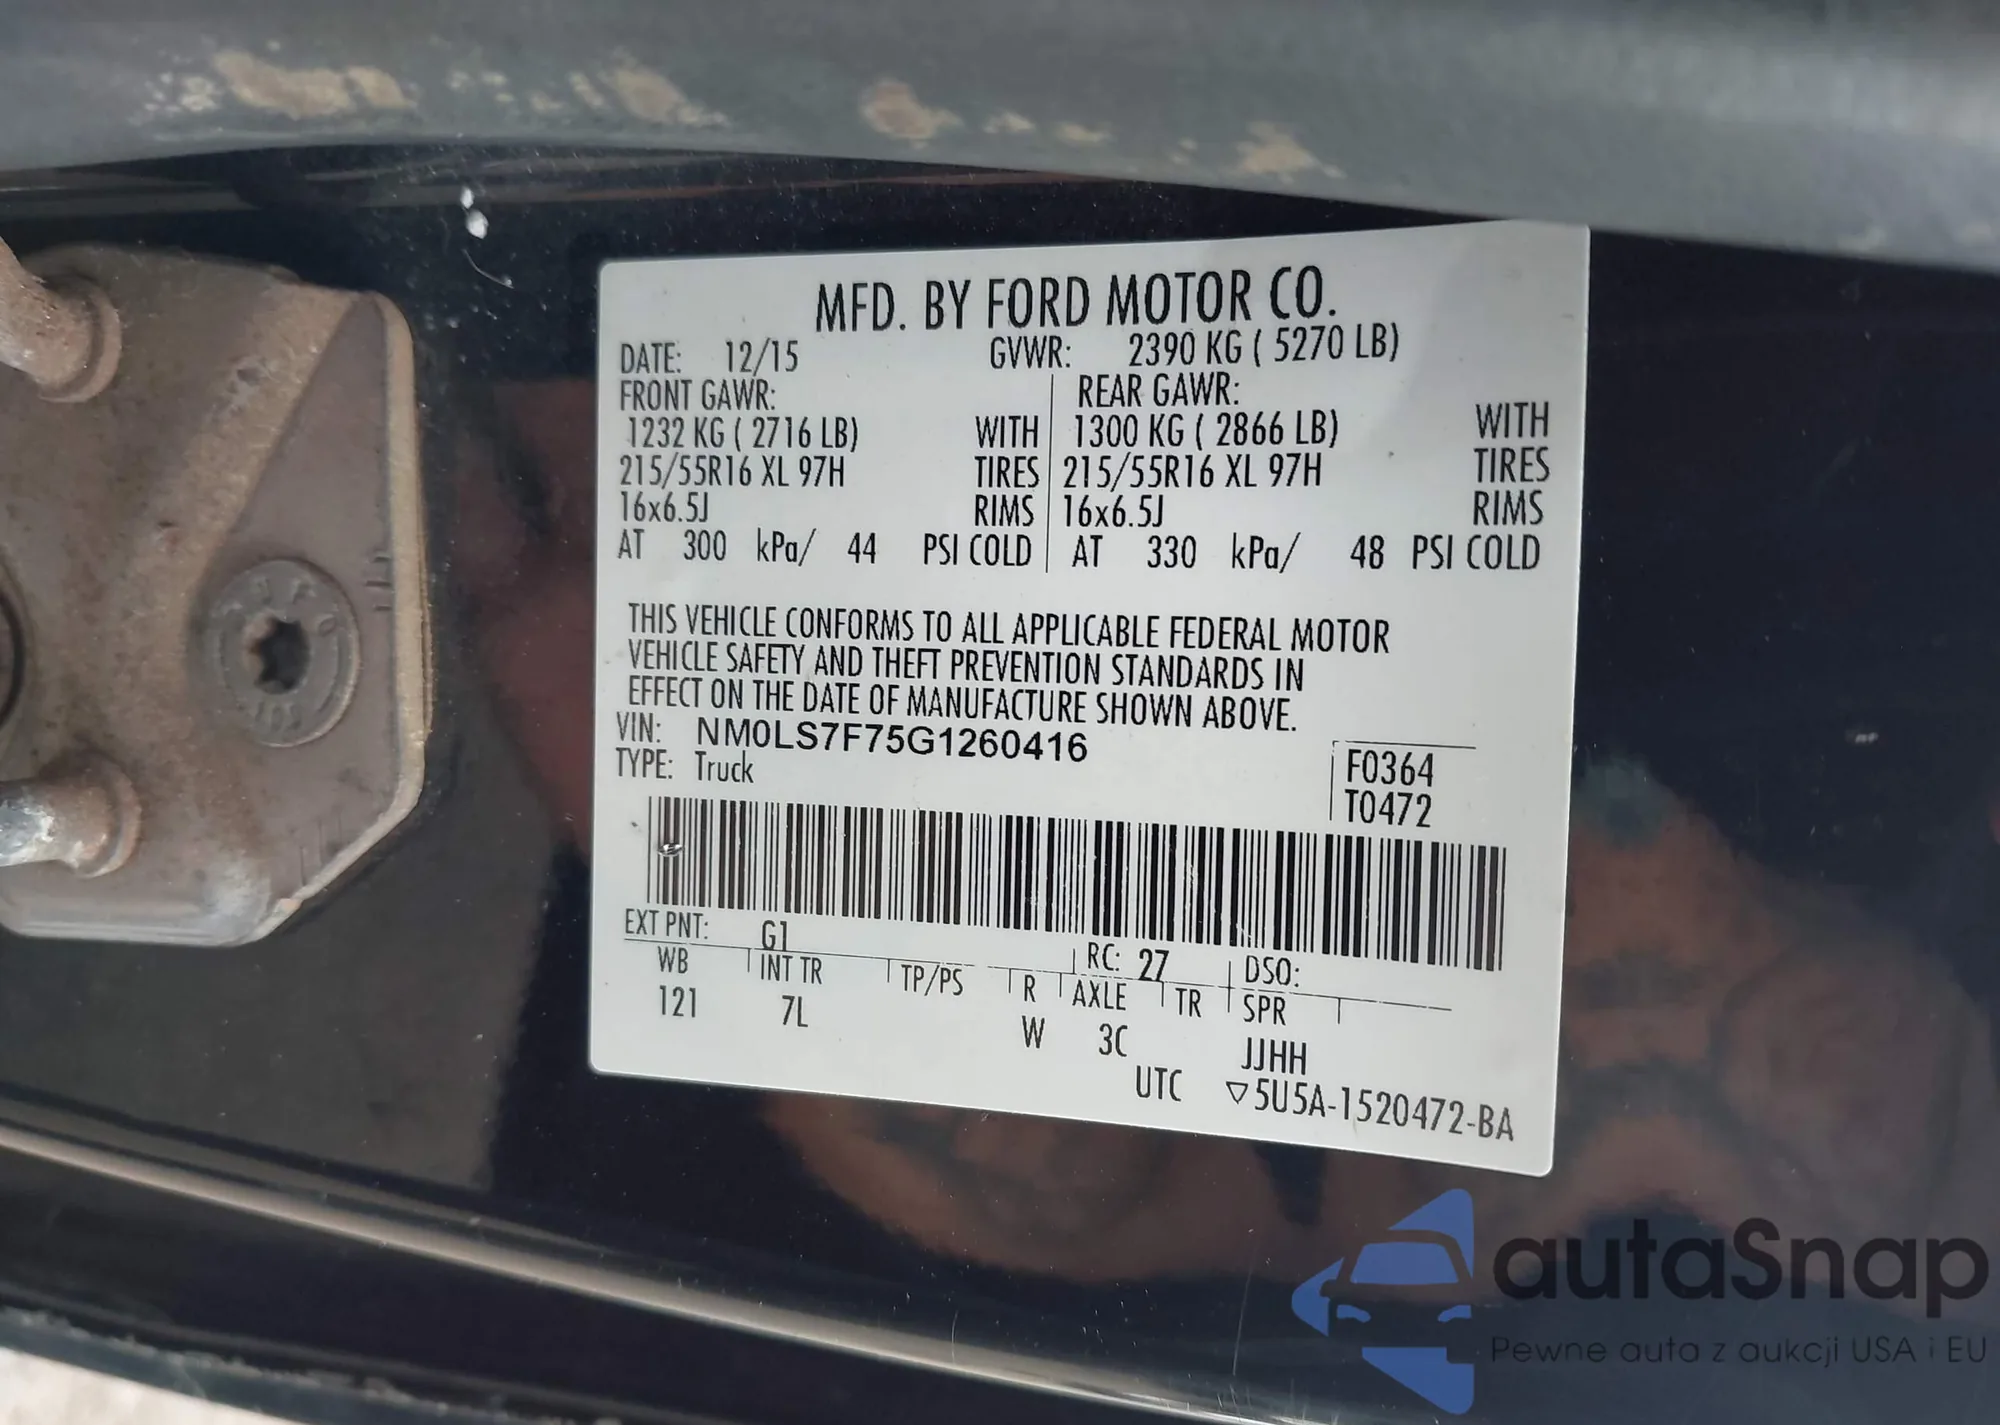 MFD. BY FORD MOTOR CO.
DATE: 12/15 GVWR: 2390 KG ( 5270 LB)
FRONT GAWR: REAR GAWR:
1232 KG ( 2716 LB) WITH 1300 KG ( 2866 LB) WITH
215/55R16 XL 97H TIRES 215/55R16 XL 97H TIRES
16x6.5J RIMS 16x6.5J RIMS
AT 300 kPa/ 44 PSI COLD AT 330 kPa/ 48 PSI COLD
THIS VEHICLE CONFORMS TO ALL APPLICABLE FEDERAL MOTOR
VEHICLE SAFETY AND THEFT PREVENTION STANDARDS IN
EFFECT ON THE DATE OF MANUFACTURE SHOWN ABOVE.
VIN: NM0LS7F75G1260416
TYPE: Truck
F0364
T0472
EXT PNT: G1 RC: 27 DSO:
WB INT TR TP/PS R AXLE TR SPR
121 7L W 3C JJHH
UTC ▽5U5A-1520472-BA
autaSnap
Pewne auta z aukcji USA i EU